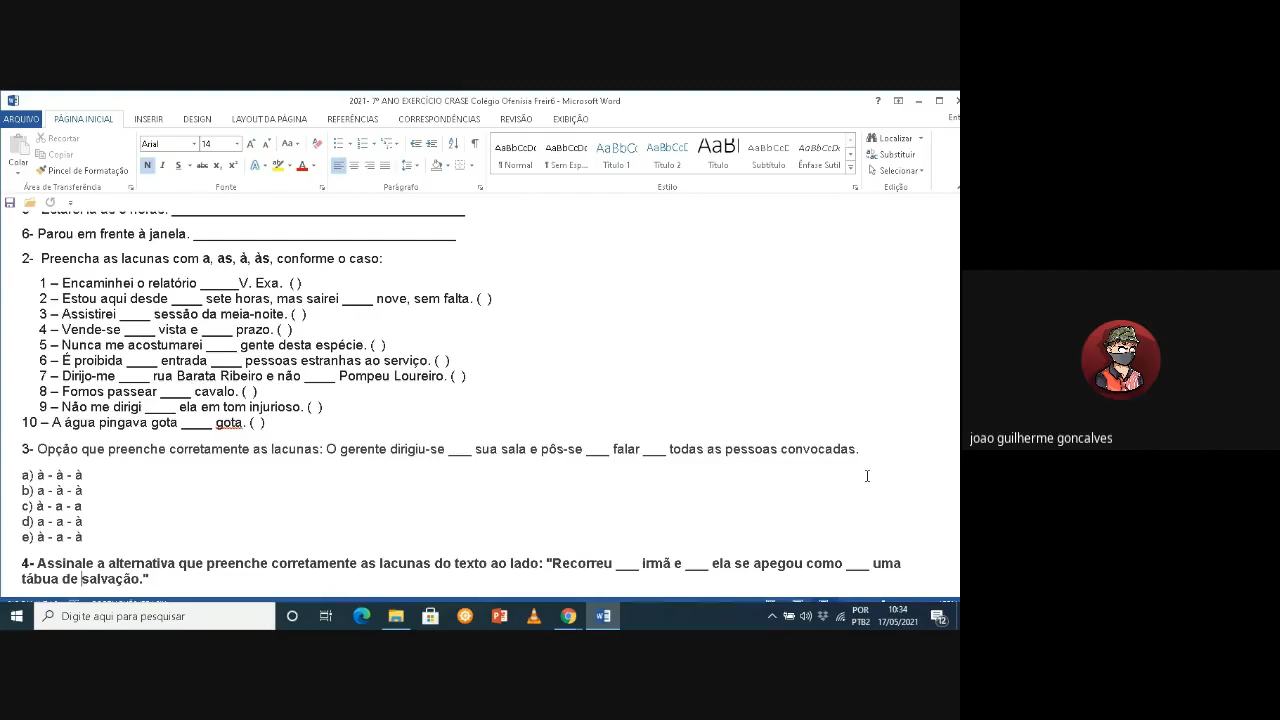 2021- 7º ANO EXERCÍCIO CRASE Colégio Ofenísia Freir6 - Microsoft Word
ARQUIVO PÁGINA INICIAL INSERIR DESIGN LAYOUT DA PÁGINA REFERÊNCIAS CORRESPONDÊNCIAS REVISÃO EXIBIÇÃO Ent
Recortar
Copiar
Pincel de Formatação
Colar
Área de Transferência
Arial 14
Fonte
Parágrafo
AaBbCcDc AaBbCcDc AaBbC AaBbCcC AaB AaBbCcD AaBbCcDt
¶ Normal ¶ Sem Esp... Título 1 Título 2 Título Subtítulo Ênfase Sutil
Estilo
Localizar
Substituir
Selecionar
Edição
6- Parou em frente à janela. ___________________________________
2- Preencha as lacunas com a, as, à, às, conforme o caso:
1 – Encaminhei o relatório _____V. Exa. ( )
2 – Estou aqui desde ____ sete horas, mas sairei ____ nove, sem falta. ( )
3 – Assistirei ____ sessão da meia-noite. ( )
4 – Vende-se ____ vista e ____ prazo. ( )
5 – Nunca me acostumarei ____ gente desta espécie. ( )
6 – É proibida ____ entrada ____ pessoas estranhas ao serviço. ( )
7 – Dirijo-me ____ rua Barata Ribeiro e não ____ Pompeu Loureiro. ( )
8 – Fomos passear ____ cavalo. ( )
9 – Não me dirigi ____ ela em tom injurioso. ( )
10 – A água pingava gota ____ gota. ( )
3- Opção que preenche corretamente as lacunas: O gerente dirigiu-se ___ sua sala e pôs-se ___ falar ___ todas as pessoas convocadas.
a) à - à - à
b) a - à - à
c) à - a - a
d) a - a - à
e) à - a - à
4- Assinale a alternativa que preenche corretamente as lacunas do texto ao lado: "Recorreu ___ irmã e ___ ela se apegou como ___ uma
tábua de salvação."
Digite aqui para pesquisar
POR
PTB2
10:34
17/05/2021
12
joao guilherme goncalves